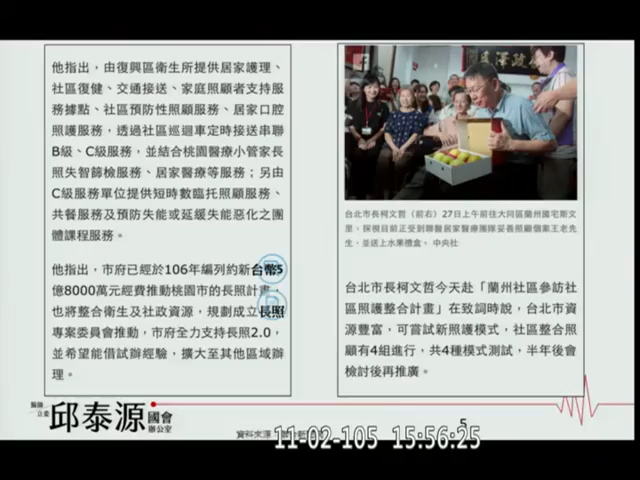 他指出，由復興區衛生所提供居家護理、
社區復健、交通接送、家庭照顧者支持服
務據點、社區預防性照顧服務、居家口腔
照護服務，透過社區巡迴車定時接送串聯
B級、C級服務，並結合桃園醫療小管家長
照失智篩檢服務、居家醫療等服務；另由
C級服務單位提供短時數臨托照顧服務、
共餐服務及預防失能或延緩失能惡化之團
體課程服務。
他指出，市府已經於106年編列約新台幣5
億8000萬元經費推動桃園市的長照計畫，
也將整合衛生及社政資源，規劃成立長照
專案委員會推動，市府全力支持長照2.0，
並希望能借試辦經驗，擴大至其他區域辦
理。
台北市長柯文哲（前右）27日上午前往大同區蘭州國宅斯文
里，探視目前正受到聯醫居家醫療團隊妥善照顧個案王老先
生，並送上水果禮盒。 中央社
台北市長柯文哲今天赴「蘭州社區參訪社
區照護整合計畫」在致詞時說，台北市資
源豐富，可嘗試新照護模式，社區整合照
顧有4組進行，共4種模式測試，半年後會
檢討後再推廣。
醫師
立委
邱泰源
國會
辦公室
資料來源
5
11-02-105 15:56:25